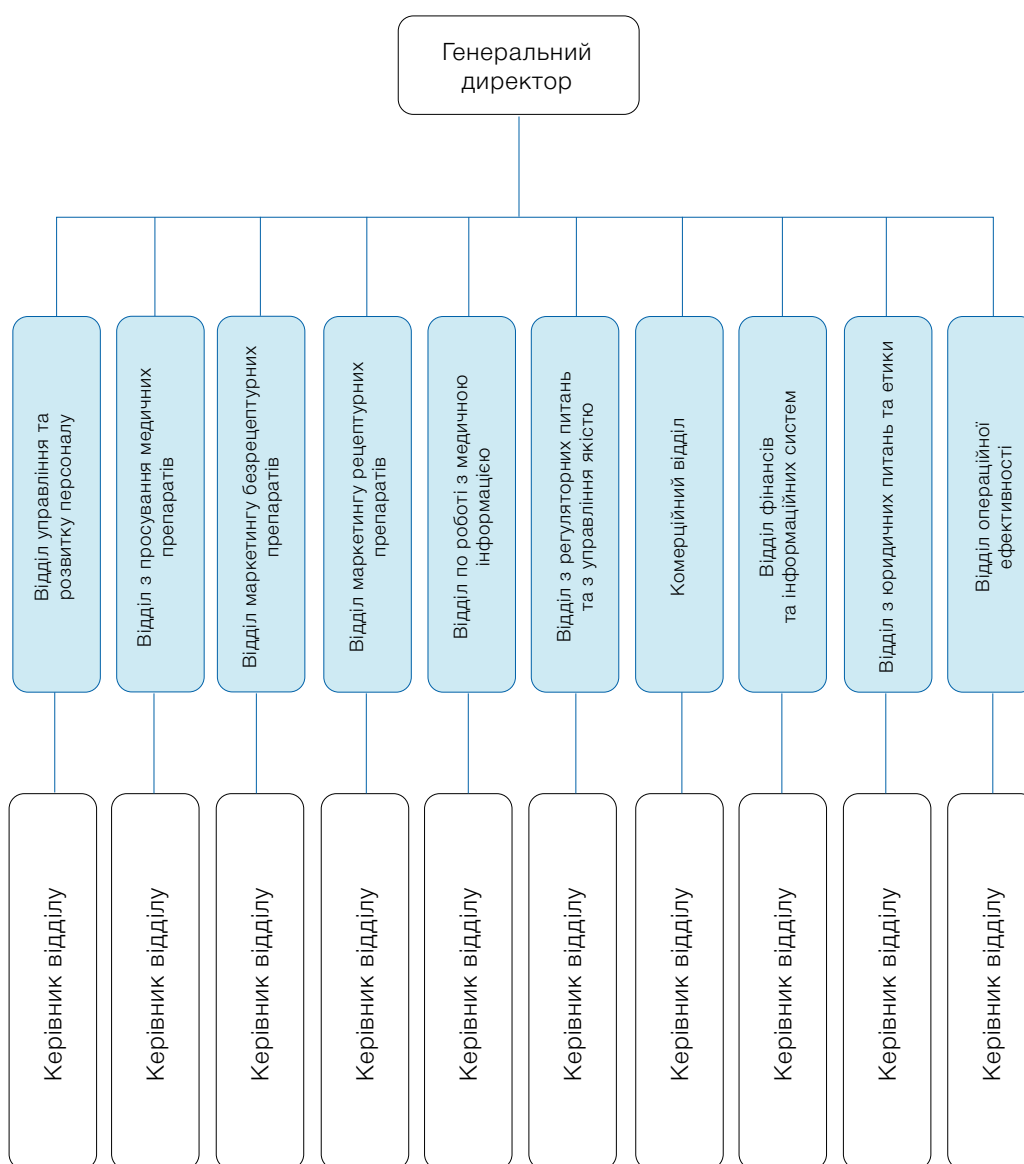 Генеральний
директор
Відділ управління та
розвитку персоналу
Відділ з просування медичних
препаратів
Відділ маркетингу безрецептурних
препаратів
Відділ маркетингу рецептурних
препаратів
Відділ по роботі з медичною
інформацією
Відділ з регуляторних питань
та з управління якістю
Комерційний відділ
Відділ фінансів
та інформаційних систем
Відділ з юридичних питань та етики
Відділ операційної
ефективності
Керівник відділу
Керівник відділу
Керівник відділу
Керівник відділу
Керівник відділу
Керівник відділу
Керівник відділу
Керівник відділу
Керівник відділу
Керівник відділу